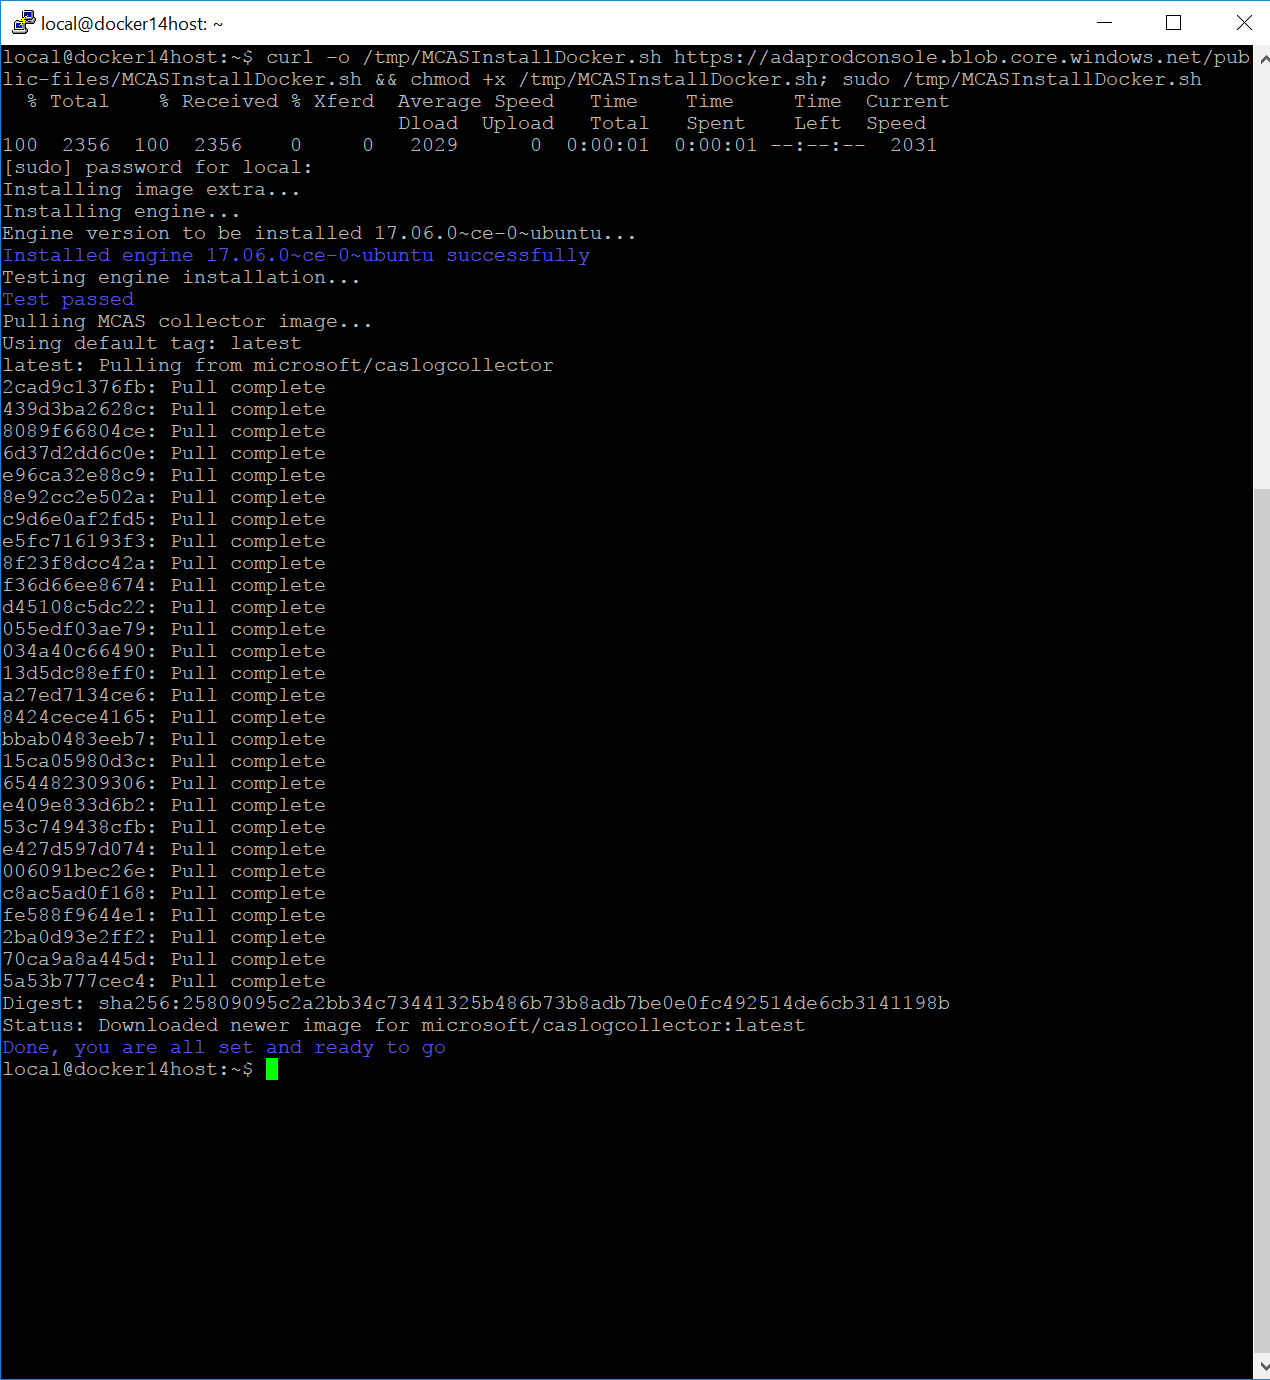 local@docker14host: ~
local@docker14host:~$ curl -o /tmp/MCASInstallDocker.sh https://adaprodconsole.blob.core.windows.net/pub
lic-files/MCASInstallDocker.sh && chmod +x /tmp/MCASInstallDocker.sh; sudo /tmp/MCASInstallDocker.sh
  % Total    % Received % Xferd  Average Speed   Time    Time     Time  Current
                                 Dload  Upload   Total   Spent    Left  Speed
100  2356  100  2356    0     0   2029      0  0:00:01  0:00:01 --:--:--  2031
[sudo] password for local:
Installing image extra...
Installing engine...
Engine version to be installed 17.06.0~ce-0~ubuntu...
Installed engine 17.06.0~ce-0~ubuntu successfully
Testing engine installation...
Test passed
Pulling MCAS collector image...
Using default tag: latest
latest: Pulling from microsoft/caslogcollector
2cad9c1376fb: Pull complete
439d3ba2628c: Pull complete
8089f66804ce: Pull complete
6d37d2dd6c0e: Pull complete
e96ca32e88c9: Pull complete
8e92cc2e502a: Pull complete
c9d6e0af2fd5: Pull complete
e5fc716193f3: Pull complete
8f23f8dcc42a: Pull complete
f36d66ee8674: Pull complete
d45108c5dc22: Pull complete
055edf03ae79: Pull complete
034a40c66490: Pull complete
13d5dc88eff0: Pull complete
a27ed7134ce6: Pull complete
8424cece4165: Pull complete
bbab0483eeb7: Pull complete
15ca05980d3c: Pull complete
654482309306: Pull complete
e409e833d6b2: Pull complete
53c749438cfb: Pull complete
e427d597d074: Pull complete
006091bec26e: Pull complete
c8ac5ad0f168: Pull complete
fe588f9644e1: Pull complete
2ba0d93e2ff2: Pull complete
70ca9a8a445d: Pull complete
5a53b777cec4: Pull complete
Digest: sha256:25809095c2a2bb34c73441325b486b73b8adb7be0e0fc492514de6cb3141198b
Status: Downloaded newer image for microsoft/caslogcollector:latest
Done, you are all set and ready to go
local@docker14host:~$